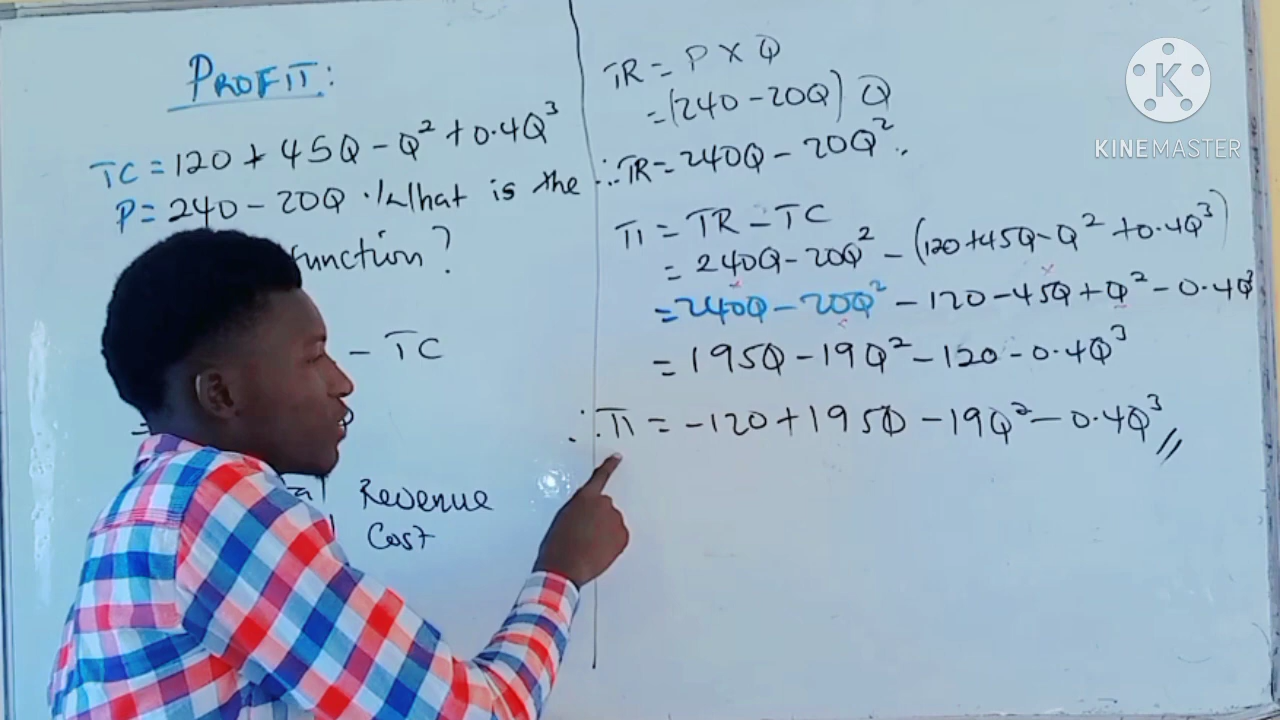 PROFIT:
TC = 120 + 45Q - Q² + 0.4Q³
P = 240 - 20Q. What is the
function?
- TC
Revenue
Cost
TR = P X Q
= (240 - 20Q) Q
∴ TR = 240Q - 20Q²..
Π = TR - TC
= 240Q - 20Q² - (120 + 45Q - Q² + 0.4Q³)
= 240Q - 20Q² - 120 - 45Q + Q² - 0.4Q³
= 195Q - 19Q² - 120 - 0.4Q³
∴ Π = -120 + 195Q - 19Q² - 0.4Q³ //
K
KINEMASTER